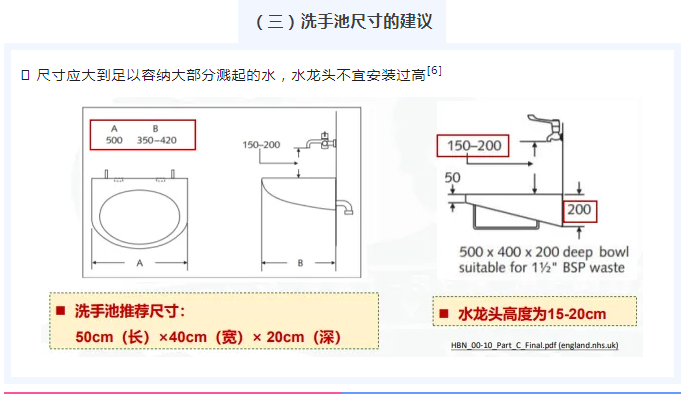 （三）洗手池尺寸的建议
尺寸应大到足以容纳大部分溅起的水，水龙头不宜安装过高[6]
A B
500 350–420
150–200
A
B
150–200
50
200
500 x 400 x 200 deep bowl
suitable for 1½" BSP waste
■ 洗手池推荐尺寸：
50cm（长）×40cm（宽）× 20cm（深）
■ 水龙头高度为15-20cm
HBN_00-10_Part_C_Final.pdf (england.nhs.uk)